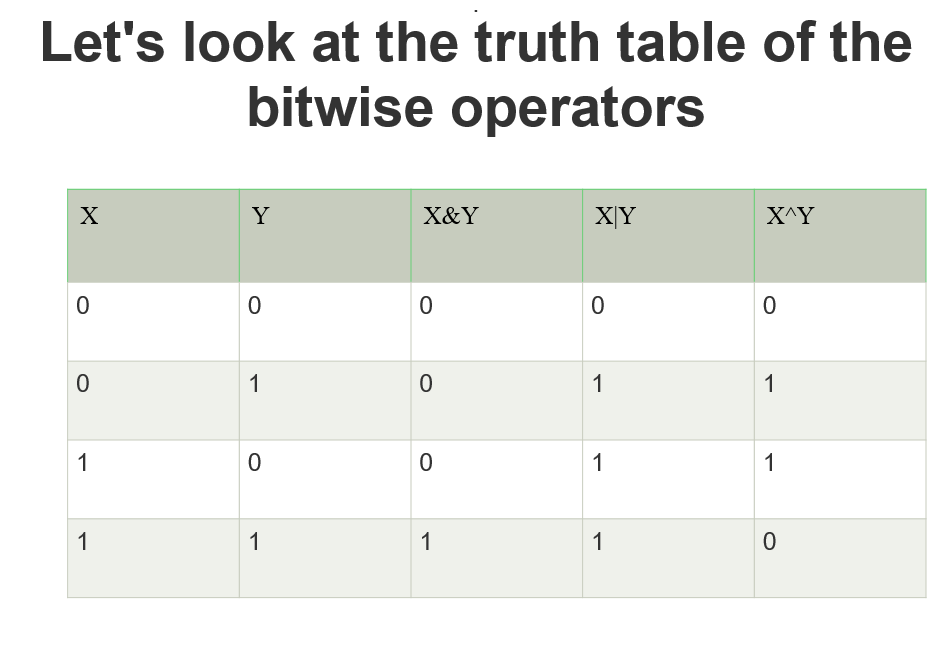 .
Let's look at the truth table of the
bitwise operators
X Y X&Y X|Y X^Y
0 0 0 0 0
0 1 0 1 1
1 0 0 1 1
1 1 1 1 0